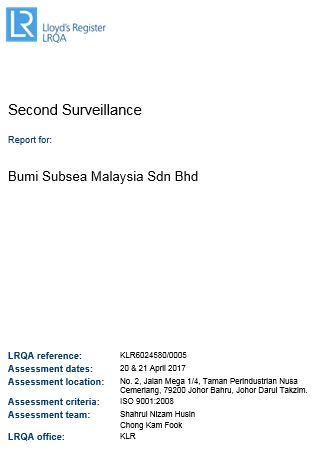 LR
Lloyd's Register
LRQA
Second Surveillance
Report for:
Bumi Subsea Malaysia Sdn Bhd
LRQA reference: KLR6024580/0005
Assessment dates: 20 & 21 April 2017
Assessment location: No. 2, Jalan Mega 1/4, Taman Perindustrian Nusa
Cemerlang, 79200 Johor Bahru, Johor Darul Takzim.
Assessment criteria: ISO 9001:2008
Assessment team: Shahrul Nizam Husin
Chong Kam Fook
LRQA office: KLR